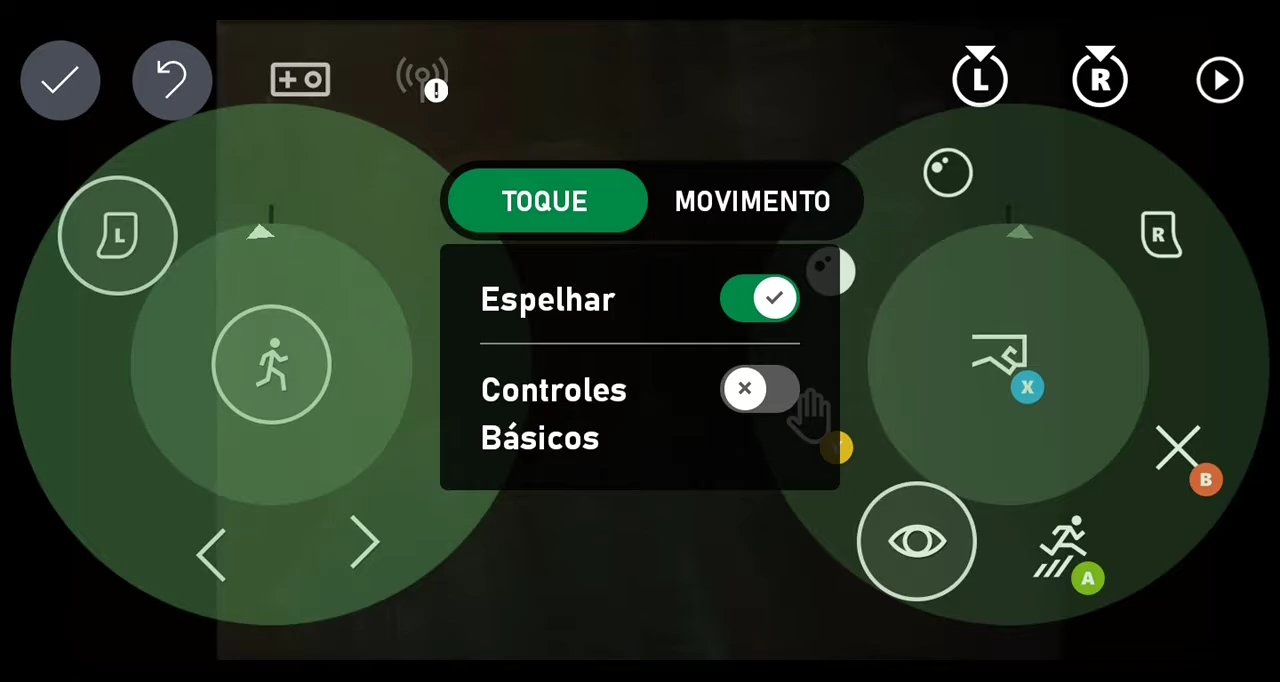 L
R
TOQUE
MOVIMENTO
L
R
Espelhar
X
Controles
Básicos
B
A